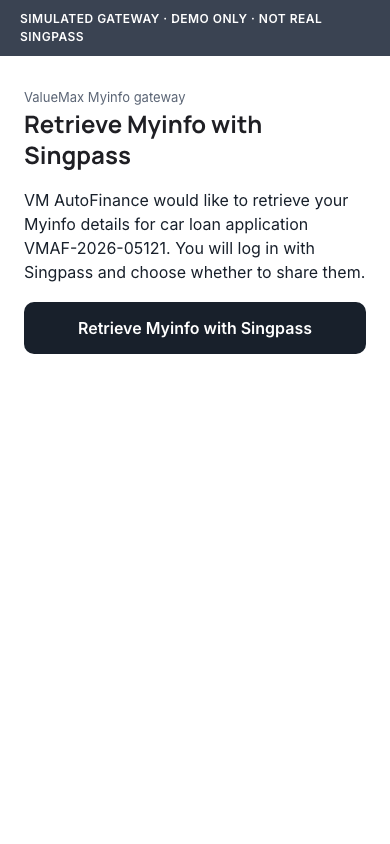 SIMULATED GATEWAY · DEMO ONLY · NOT REAL
SINGPASS
ValueMax Myinfo gateway
Retrieve Myinfo with
Singpass
VM AutoFinance would like to retrieve your
Myinfo details for car loan application
VMAF-2026-05121. You will log in with
Singpass and choose whether to share them.
Retrieve Myinfo with Singpass